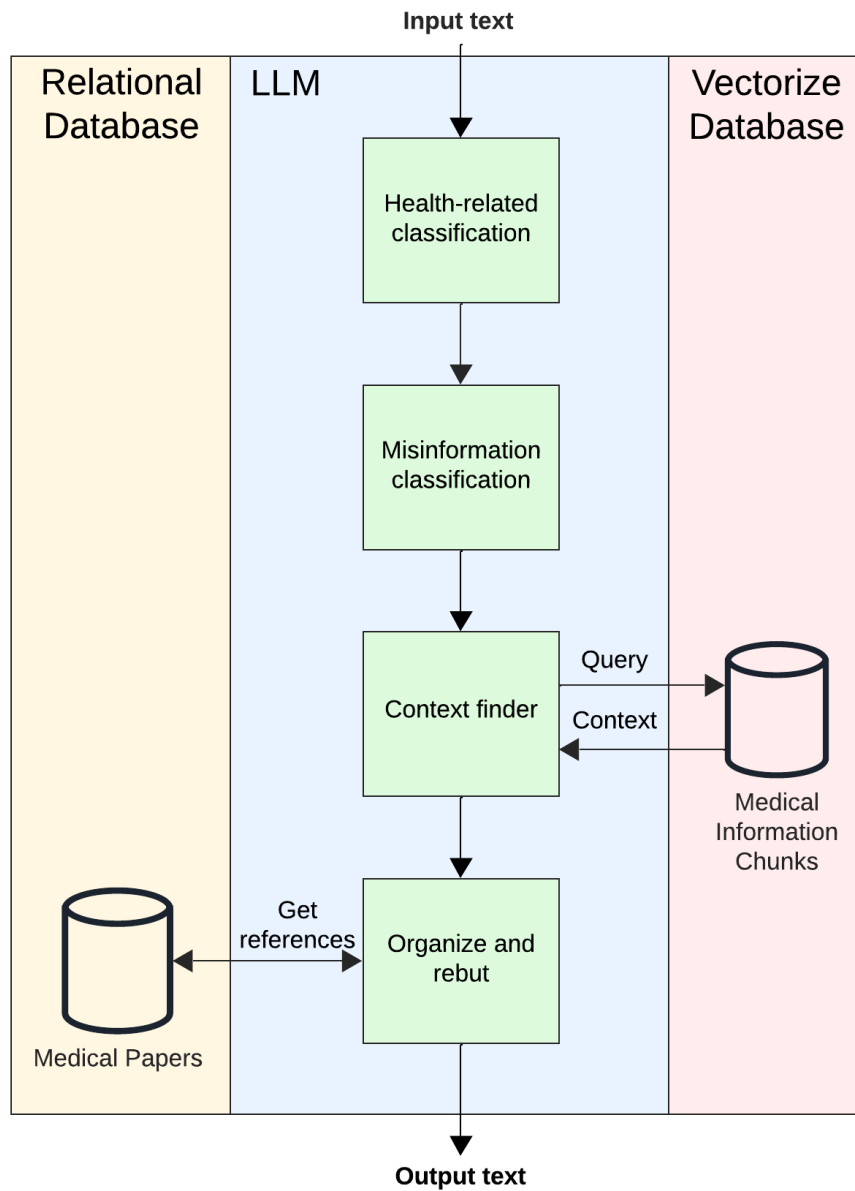 Input text
Relational
Database
LLM
Vectorize
Database
Health-related
classification
Misinformation
classification
Context finder
Query
Context
Medical
Information
Chunks
Get
references
Organize and
rebut
Medical Papers
Output text